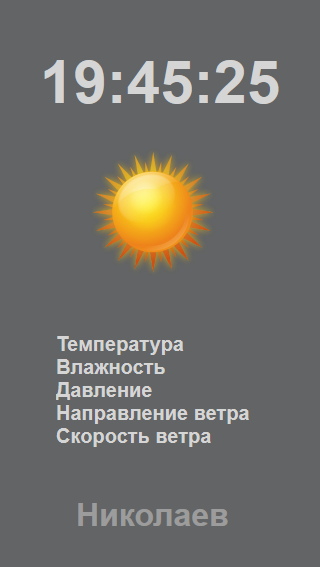 19:45:25
Температура
Влажность
Давление
Направление ветра
Скорость ветра
Николаев